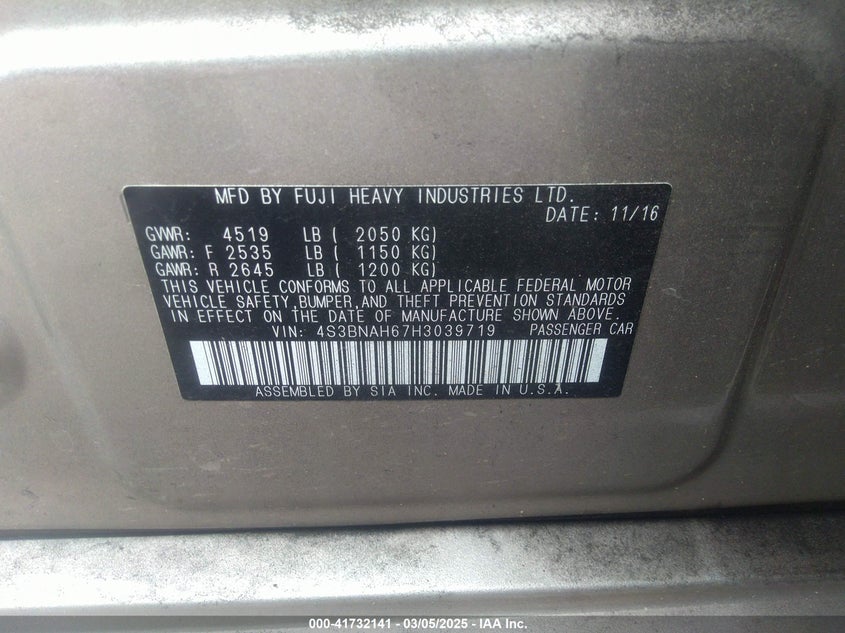 MFD BY FUJI HEAVY INDUSTRIES LTD.
DATE: 11/16
GVWR: 4519 LB ( 2050 KG)
GAWR: F 2535 LB ( 1150 KG)
GAWR: R 2645 LB ( 1200 KG)
THIS VEHICLE CONFORMS TO ALL APPLICABLE FEDERAL MOTOR
VEHICLE SAFETY,BUMPER,AND THEFT PREVENTION STANDARDS
IN EFFECT ON THE DATE OF MANUFACTURE SHOWN ABOVE.
VIN: 4S3BNAH67H3039719 PASSENGER CAR
ASSEMBLED BY SIA INC. MADE IN U.S.A.
000-41732141 - 03/05/2025 - IAA Inc.